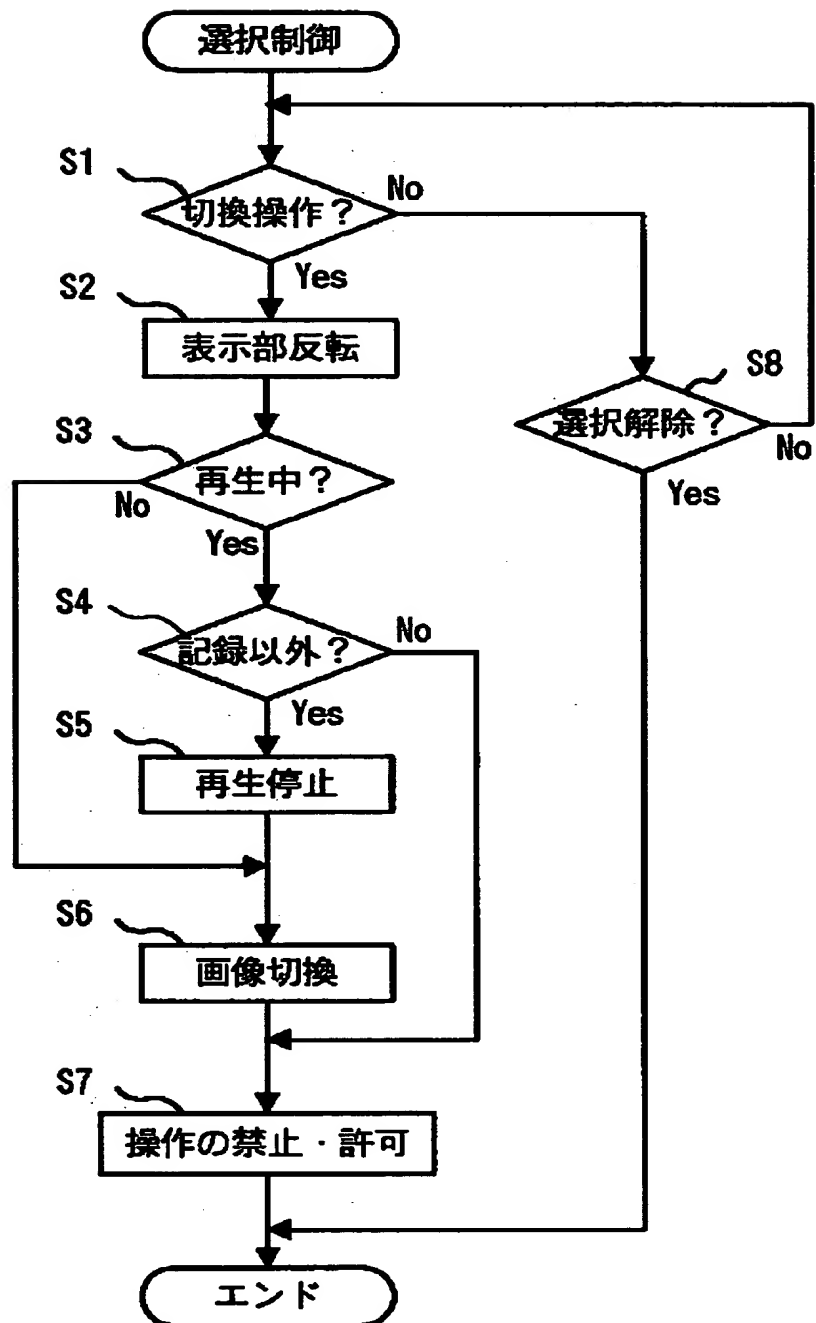 選択制御
S1
切換操作？
No
Yes
S2
表示部反転
S8
選択解除？
No
Yes
S3
再生中？
No
Yes
S4
記録以外？
No
Yes
S5
再生停止
S6
画像切換
S7
操作の禁止・許可
エンド